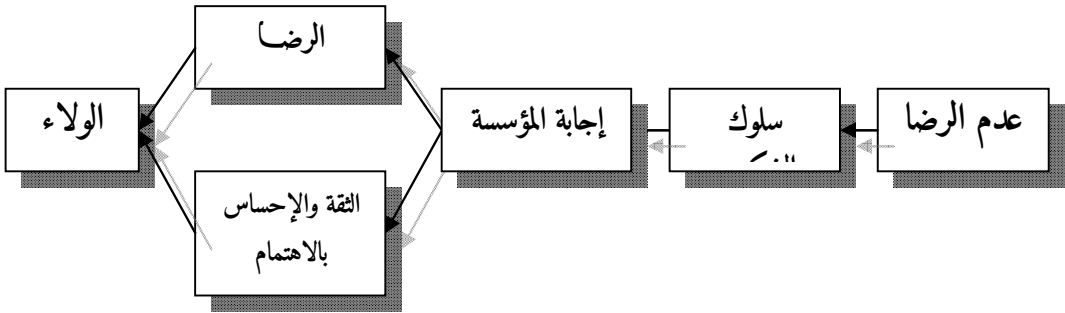 عدم الرضا
سلوك
إجابة المؤسسة
الرضا
الثقة والإحساس
بالاهتمام
الولاء